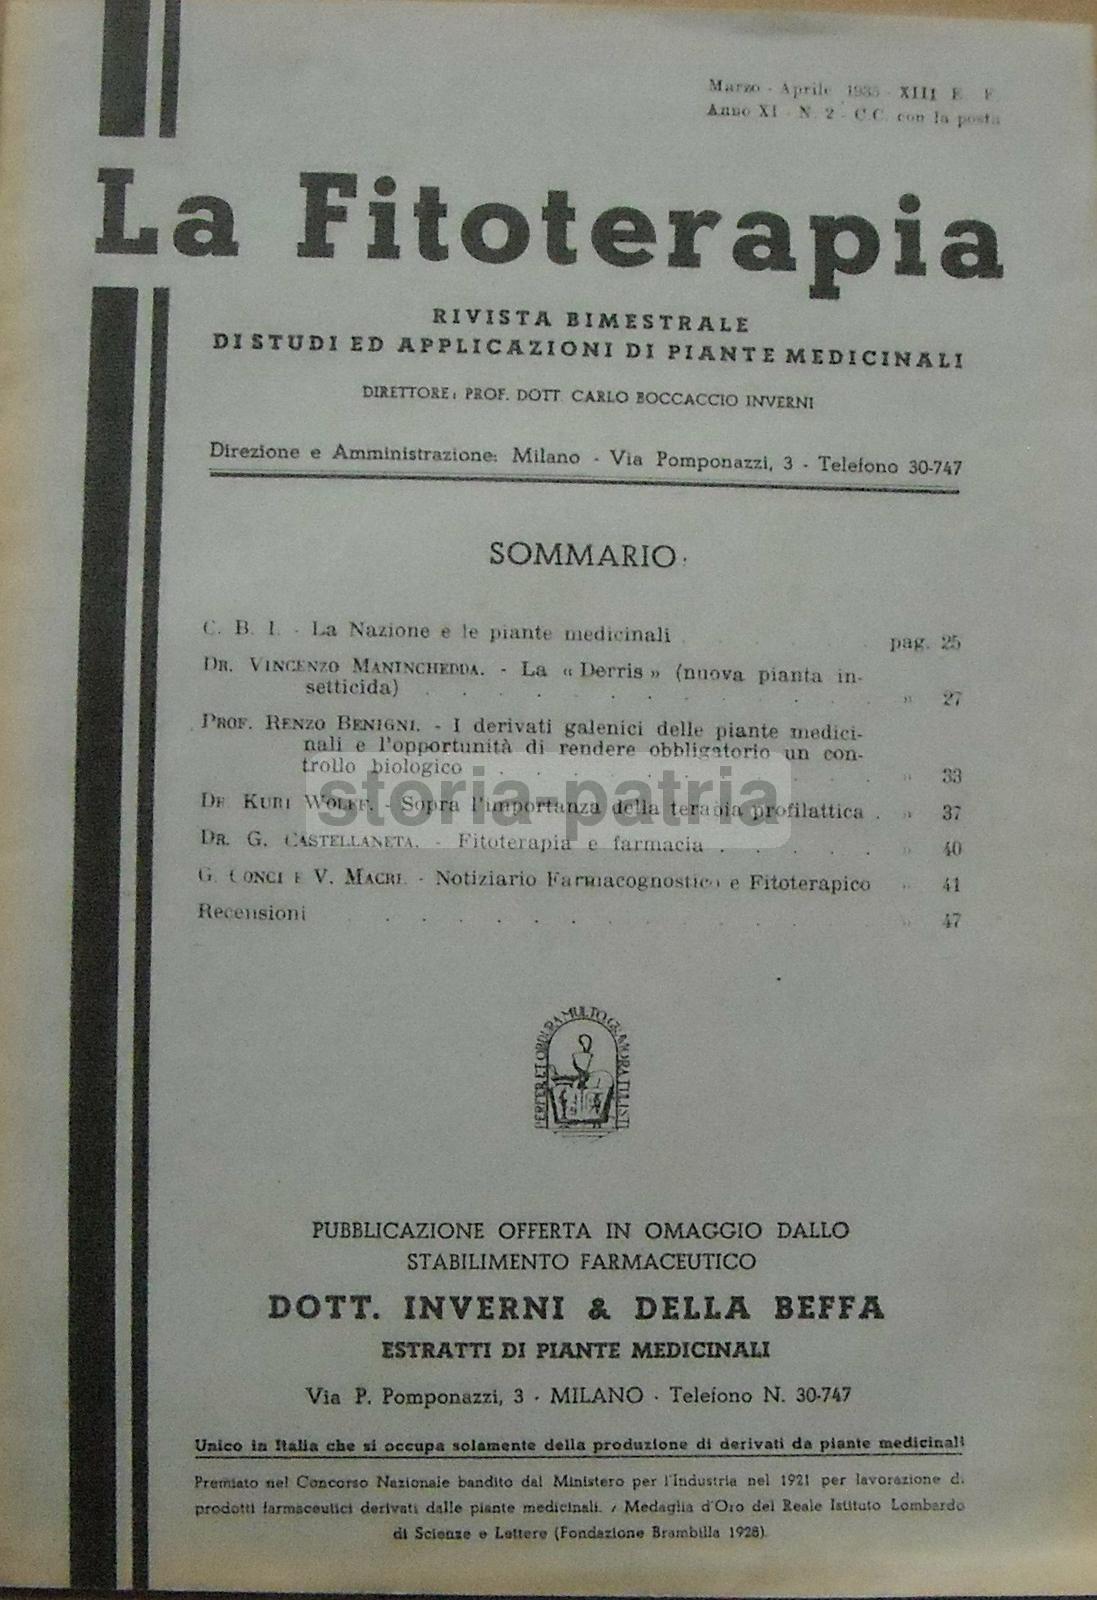 Marzo - Aprile 1935 - XIII E. F.
Anno XI - N. 2 - C.C. con la posta
La Fitoterapia
RIVISTA BIMESTRALE
DI STUDI ED APPLICAZIONI DI PIANTE MEDICINALI
DIRETTORE: PROF. DOTT. CARLO BOCCACCIO INVERNI
Direzione e Amministrazione: Milano - Via Pomponazzi, 3 - Telefono 30-747
SOMMARIO:
C. B. I. - La Nazione e le piante medicinali pag. 25
DR. VINCENZO MANINCHEDDA. - La « Derris » (nuova pianta in-
setticida) . . . . . . . . » 27
PROF. RENZO BENIGNI. - I derivati galenici delle piante medici-
nali e l'opportunità di rendere obbligatorio un con-
trollo biologico . . . . . . . » 33
DR. KURT WOLFF. - Sopra l'importanza della terapia profilattica . » 37
DR. G. CASTELLANETA. - Fitoterapia e farmacia . . . . . » 40
G. CONCI E V. MACRI. - Notiziario Farmacognostico e Fitoterapico » 41
Recensioni . . . . . . . . . . » 47
storia-patria
PUBBLICAZIONE OFFERTA IN OMAGGIO DALLO
STABILIMENTO FARMACEUTICO
DOTT. INVERNI & DELLA BEFFA
ESTRATTI DI PIANTE MEDICINALI
Via P. Pomponazzi, 3 - MILANO - Telefono N. 30-747
Unico in Italia che si occupa solamente della produzione di derivati da piante medicinali
Premiato nel Concorso Nazionale bandito dal Ministero per l'Industria nel 1921 per lavorazione di
prodotti farmaceutici derivati dalle piante medicinali. / Medaglia d'Oro del Reale Istituto Lombardo
di Scienze e Lettere (Fondazione Brambilla 1928).